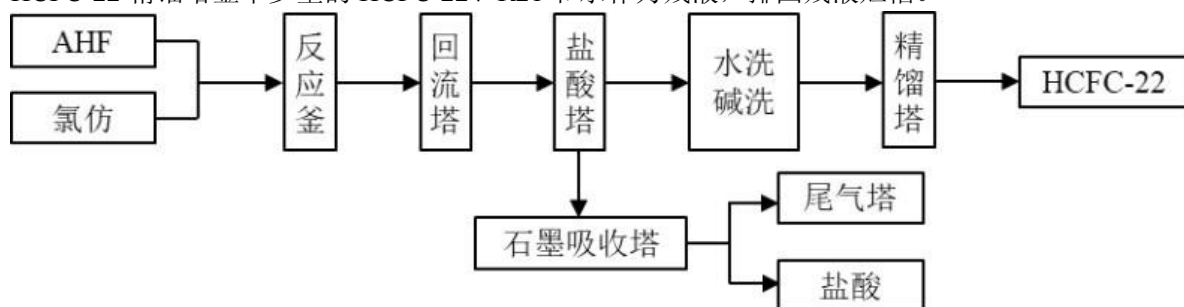 AHF
氯仿
反应釜
回流塔
盐酸塔
水洗
碱洗
精馏塔
HCFC-22
石墨吸收塔
尾气塔
盐酸